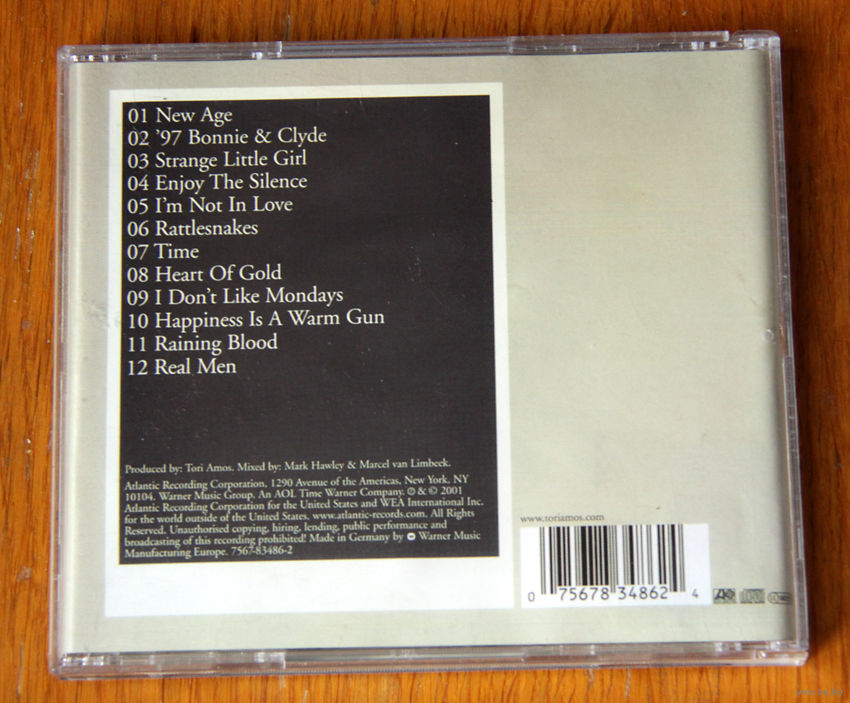 01 New Age
02 '97 Bonnie & Clyde
03 Strange Little Girl
04 Enjoy The Silence
05 I'm Not In Love
06 Rattlesnakes
07 Time
08 Heart Of Gold
09 I Don't Like Mondays
10 Happiness Is A Warm Gun
11 Raining Blood
12 Real Men
Produced by: Tori Amos. Mixed by: Mark Hawley & Marcel van Limbeek.
Atlantic Recording Corporation, 1290 Avenue of the Americas, New York, NY
10104. Warner Music Group. An AOL Time Warner Company. ℗ & © 2001
Atlantic Recording Corporation for the United States and WEA International Inc.
for the world outside of the United States. www.atlantic-records.com. All Rights
Reserved. Unauthorised copying, hiring, lending, public performance and
broadcasting of this recording prohibited! Made in Germany by Warner Music
Manufacturing Europe. 7567-83486-2
www.toriamos.com
0 75678 34862 4